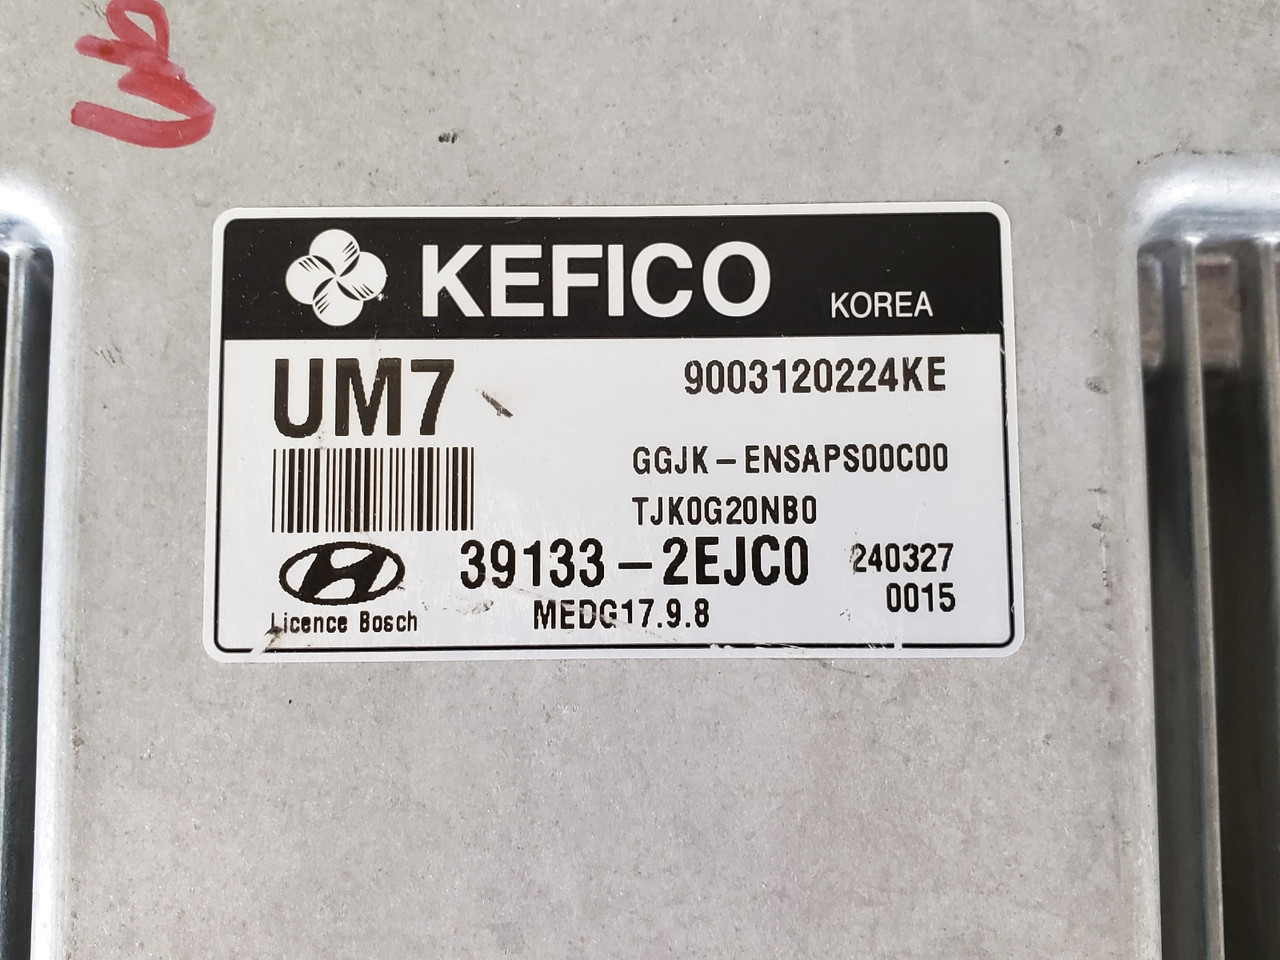 KEFICO KOREA
UM7 9003120224KE
GGJK-ENSAPS00C00
TJK0G20NB0
39133-2EJC0 240327
Licence Bosch MEDG17.9.8 0015